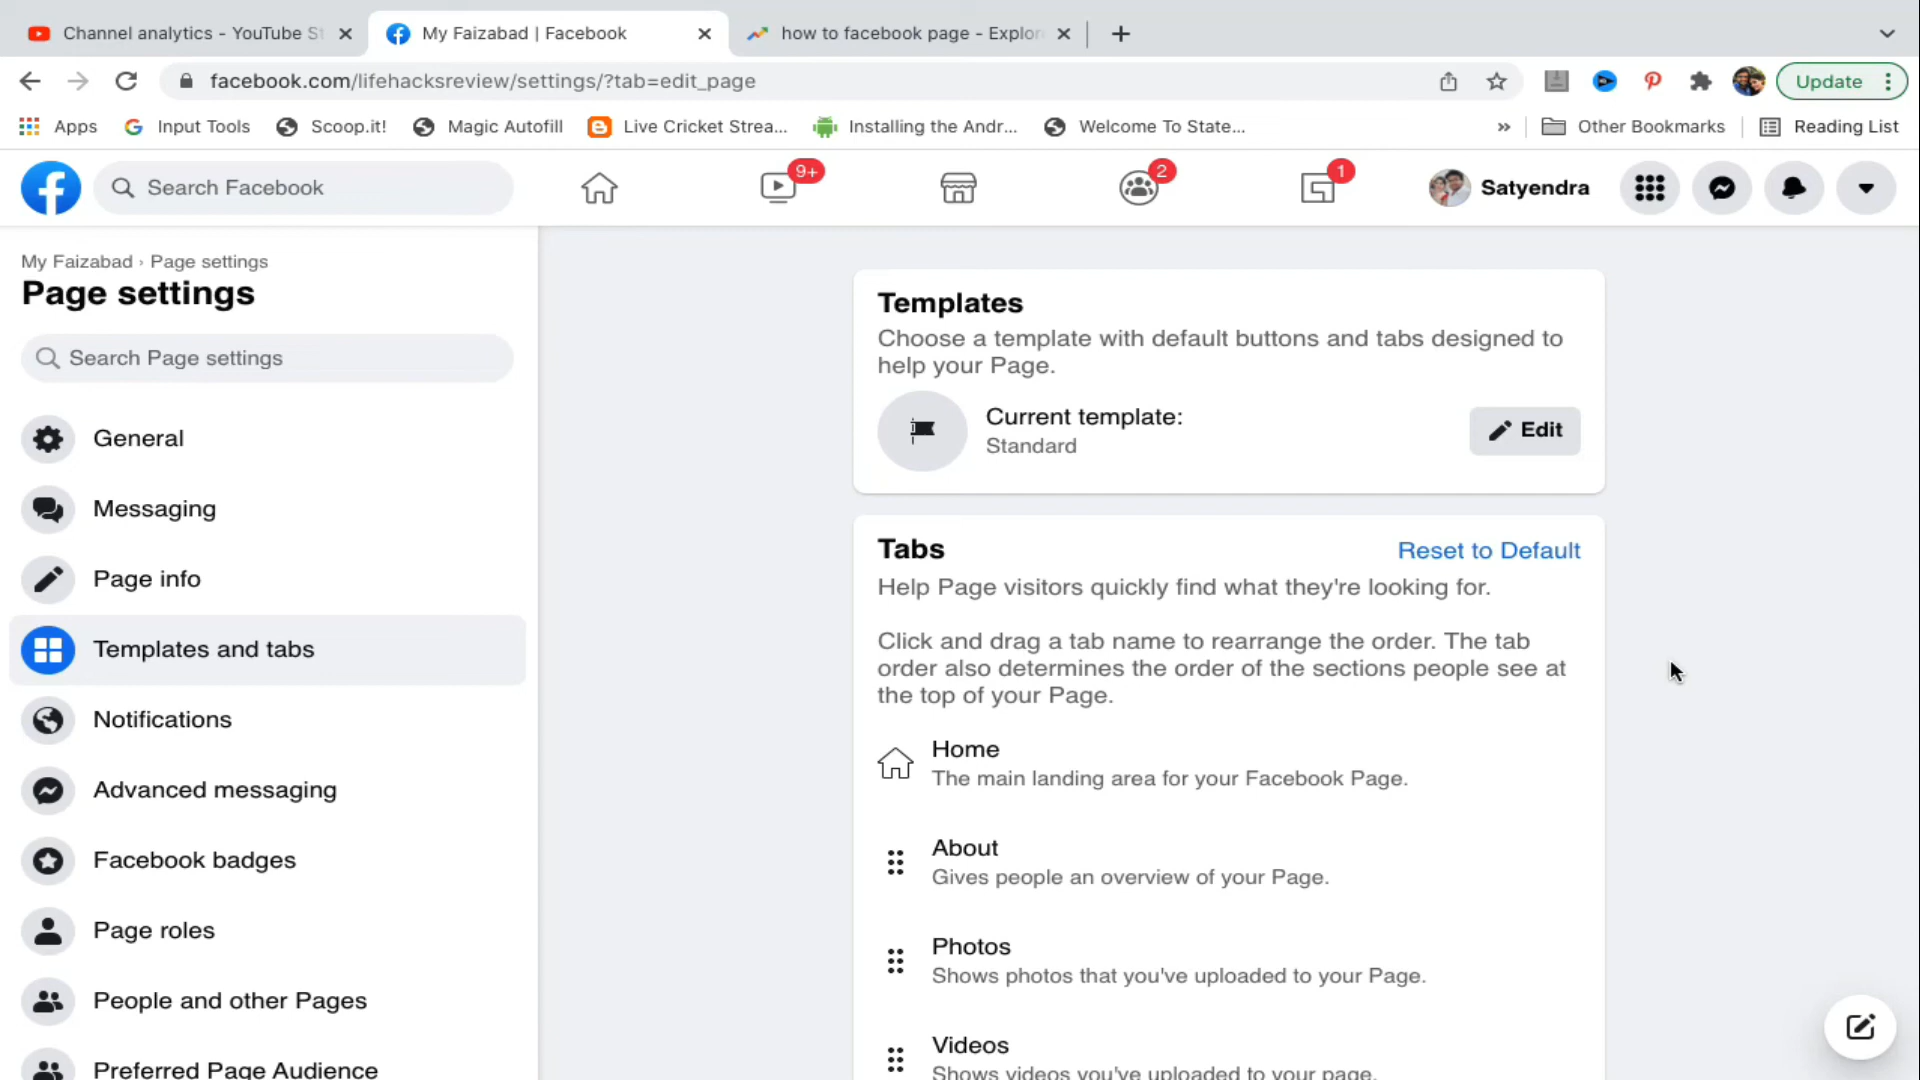 Channel analytics - YouTube St
My Faizabad | Facebook
how to facebook page - Explor
facebook.com/lifehacksreview/settings/?tab=edit_page
Update
Apps
Input Tools
Scoop.it!
Magic Autofill
Live Cricket Strea...
Installing the Andr...
Welcome To State...
»
Other Bookmarks
Reading List
Search Facebook
9+
2
1
Satyendra
My Faizabad › Page settings
Page settings
Search Page settings
General
Messaging
Page info
Templates and tabs
Notifications
Advanced messaging
Facebook badges
Page roles
People and other Pages
Preferred Page Audience
Templates
Choose a template with default buttons and tabs designed to
help your Page.
Current template:
Standard
Edit
Tabs
Reset to Default
Help Page visitors quickly find what they're looking for.
Click and drag a tab name to rearrange the order. The tab
order also determines the order of the sections people see at
the top of your Page.
Home
The main landing area for your Facebook Page.
About
Gives people an overview of your Page.
Photos
Shows photos that you've uploaded to your Page.
Videos
Shows videos you've uploaded to your page.